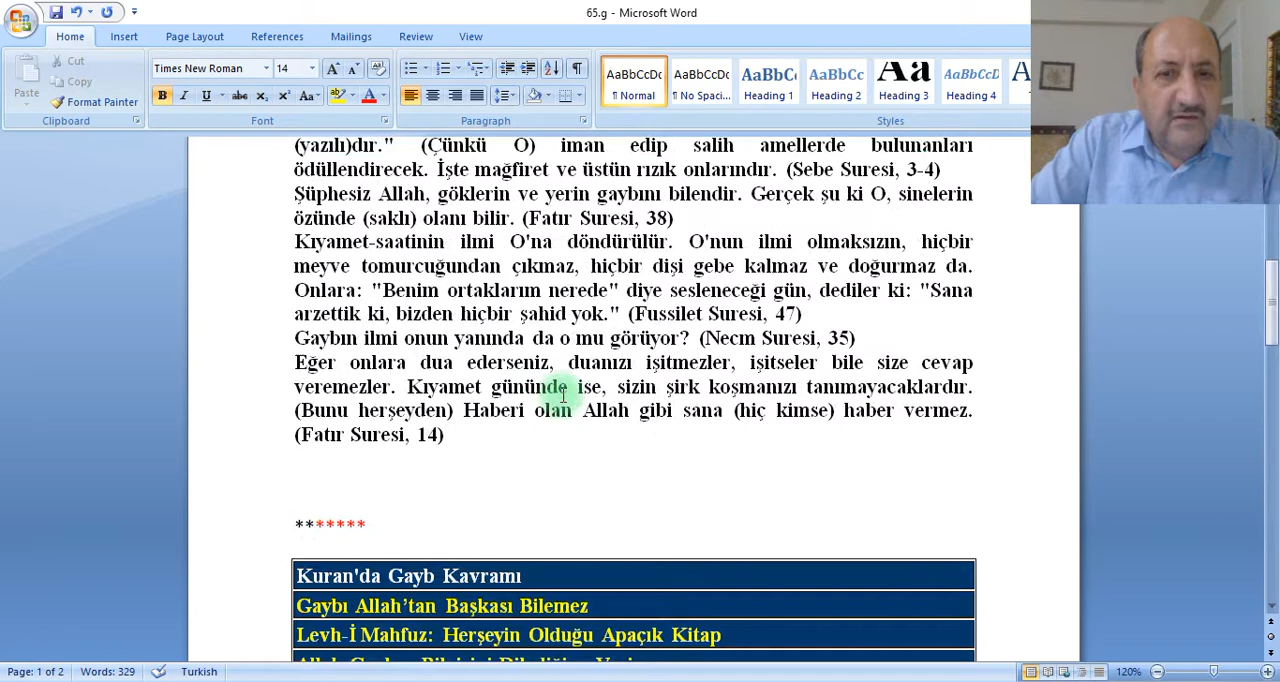 65.g - Microsoft Word
Home Insert Page Layout References Mailings Review View
Cut
Copy
Format Painter
Paste
Clipboard
Times New Roman 14
Font
Paragraph
AaBbCcDc AaBbCcDc AaBbC AaBbCc AaB AaBbCcD
¶ Normal ¶ No Spaci... Heading 1 Heading 2 Heading 3 Heading 4
Styles
(yazılı)dır." (Çünkü O) iman edip salih amellerde bulunanları
ödüllendirecek. İşte mağfiret ve üstün rızık onlarındır. (Sebe Suresi, 3-4)
Şüphesiz Allah, göklerin ve yerin gaybını bilendir. Gerçek şu ki O, sinelerin
özünde (saklı) olanı bilir. (Fatır Suresi, 38)
Kıyamet-saatinin ilmi O'na döndürülür. O'nun ilmi olmaksızın, hiçbir
meyve tomurcuğundan çıkmaz, hiçbir dişi gebe kalmaz ve doğurmaz da.
Onlara: "Benim ortaklarım nerede" diye sesleneceği gün, dediler ki: "Sana
arzettik ki, bizden hiçbir şahid yok." (Fussilet Suresi, 47)
Gaybın ilmi onun yanında da o mu görüyor? (Necm Suresi, 35)
Eğer onlara dua ederseniz, duanızı işitmezler, işitseler bile size cevap
veremezler. Kıyamet gününde ise, sizin şirk koşmanızı tanımayacaklardır.
(Bunu herşeyden) Haberi olan Allah gibi sana (hiç kimse) haber vermez.
(Fatır Suresi, 14)
*******
Kuran'da Gayb Kavramı
Gaybı Allah’tan Başkası Bilemez
Levh-İ Mahfuz: Herşeyin Olduğu Apaçık Kitap
Page: 1 of 2 Words: 329 Turkish 120%